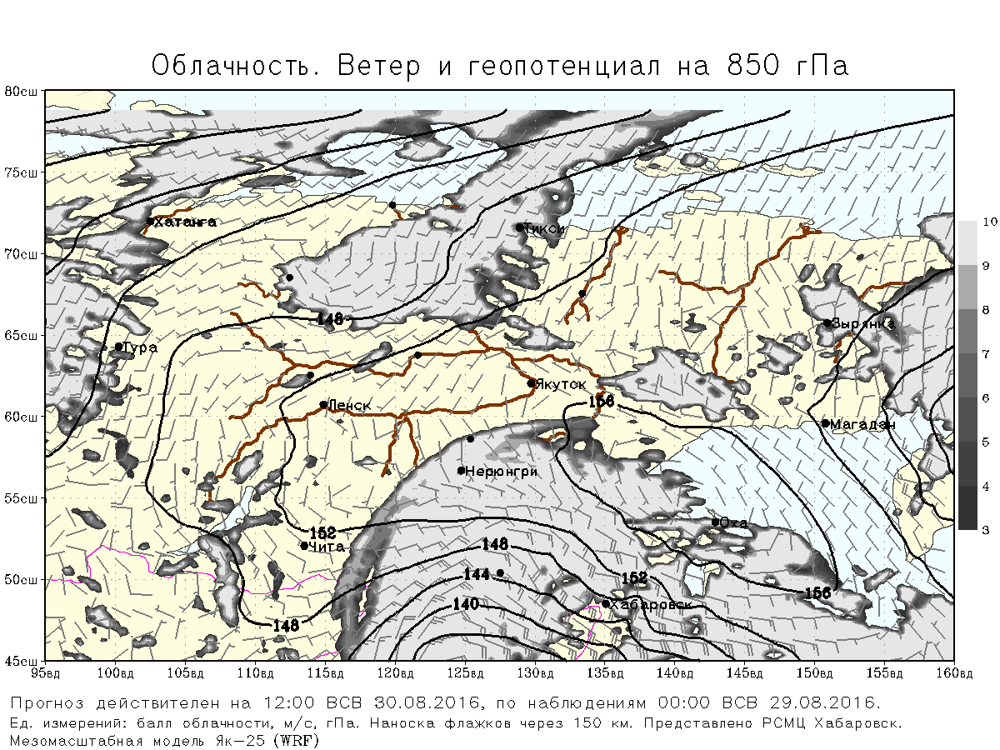 Облачность. Ветер и геопотенциал на 850 гПа
80сш
75сш
70сш
65сш
60сш
55сш
50сш
45сш
95вд 100вд 105вд 110вд 115вд 120вд 125вд 130вд 135вд 140вд 145вд 150вд 155вд 160вд
Хатанга
Тикси
148
Зырянка
Тура
Якутск
156
Ленск
Магадан
Нерюнгри
Оха
152
148
Чита
144
152
140
156
Хабаровск
148
10
9
8
7
6
5
4
3
Прогноз действителен на 12:00 ВСВ 30.08.2016, по наблюдениям 00:00 ВСВ 29.08.2016.
Ед. измерений: балл облачности, м/с, гПа. Наноска флажков через 150 км. Представлено РСМЦ Хабаровск.
Мезомасштабная модель Як-25 (WRF)